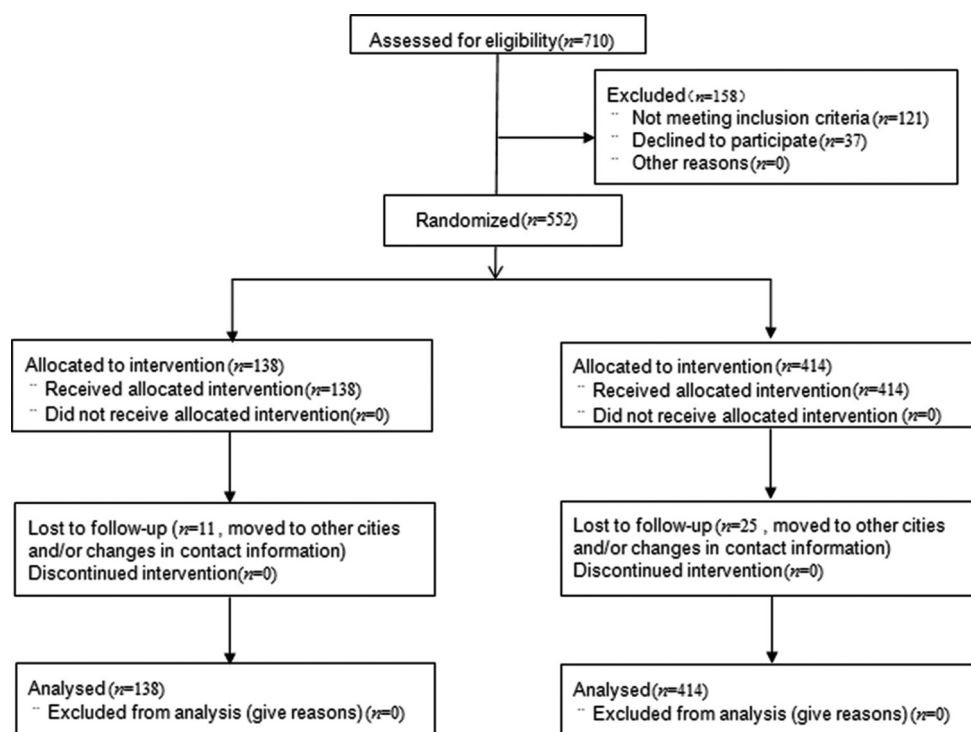 Assessed for eligibility(n=710)
Excluded(n=158)
¨ Not meeting inclusion criteria(n=121)
¨ Declined to participate(n=37)
¨ Other reasons(n=0)
Randomized(n=552)
Allocated to intervention(n=138)
¨ Received allocated intervention(n=138)
¨ Did not receive allocated intervention(n=0)
Allocated to intervention(n=414)
¨ Received allocated intervention(n=414)
¨ Did not receive allocated intervention (n=0)
Lost to follow-up (n=11 , moved to other cities
and/or changes in contact information)
Discontinued intervention(n=0)
Lost to follow-up (n=25 , moved to other cities
and/or changes in contact information)
Discontinued intervention(n=0)
Analysed(n=138)
¨ Excluded from analysis (give reasons) (n=0)
Analysed(n=414)
¨ Excluded from analysis (give reasons) (n=0)